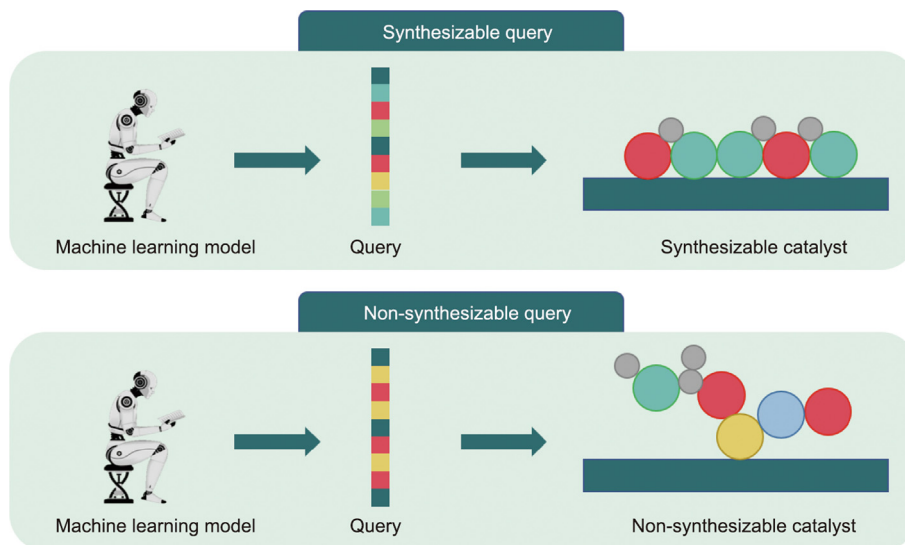 Synthesizable query
Machine learning model
Query
Synthesizable catalyst
Non-synthesizable query
Machine learning model
Query
Non-synthesizable catalyst